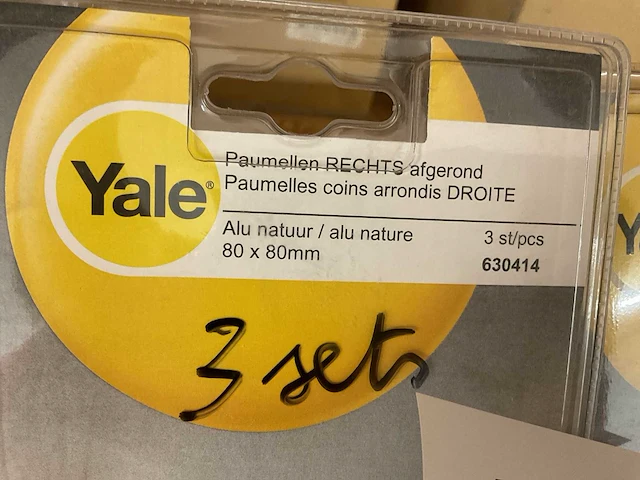 Yale®
Paumellen RECHTS afgerond
Paumelles coins arrondis DROITE
Alu natuur / alu nature
3 st/pcs
80 x 80mm
630414
3 sets
Y